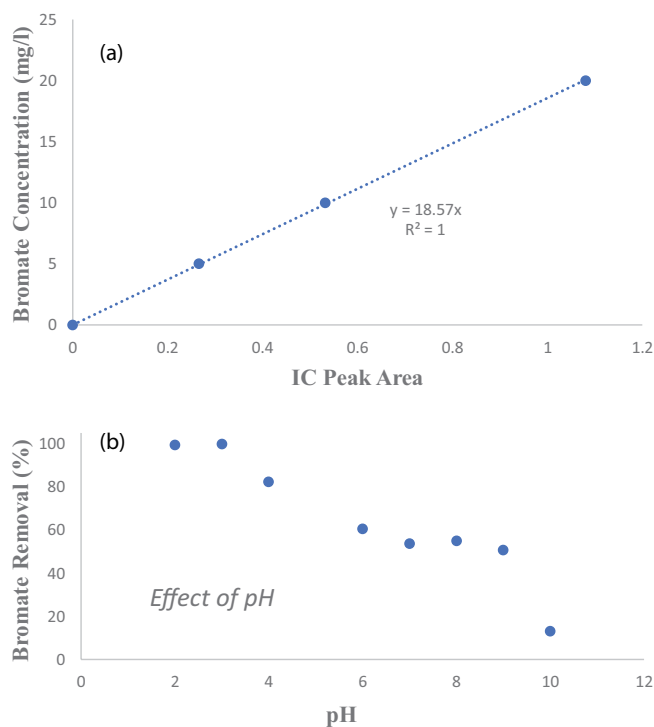 (a)
Bromate Concentration (mg/l)
25
20
15
10
5
0
y = 18.57x
R² = 1
0 0.2 0.4 0.6 0.8 1 1.2
IC Peak Area
(b)
Bromate Removal (%)
100
80
60
40
20
0
Effect of pH
0 2 4 6 8 10 12
pH